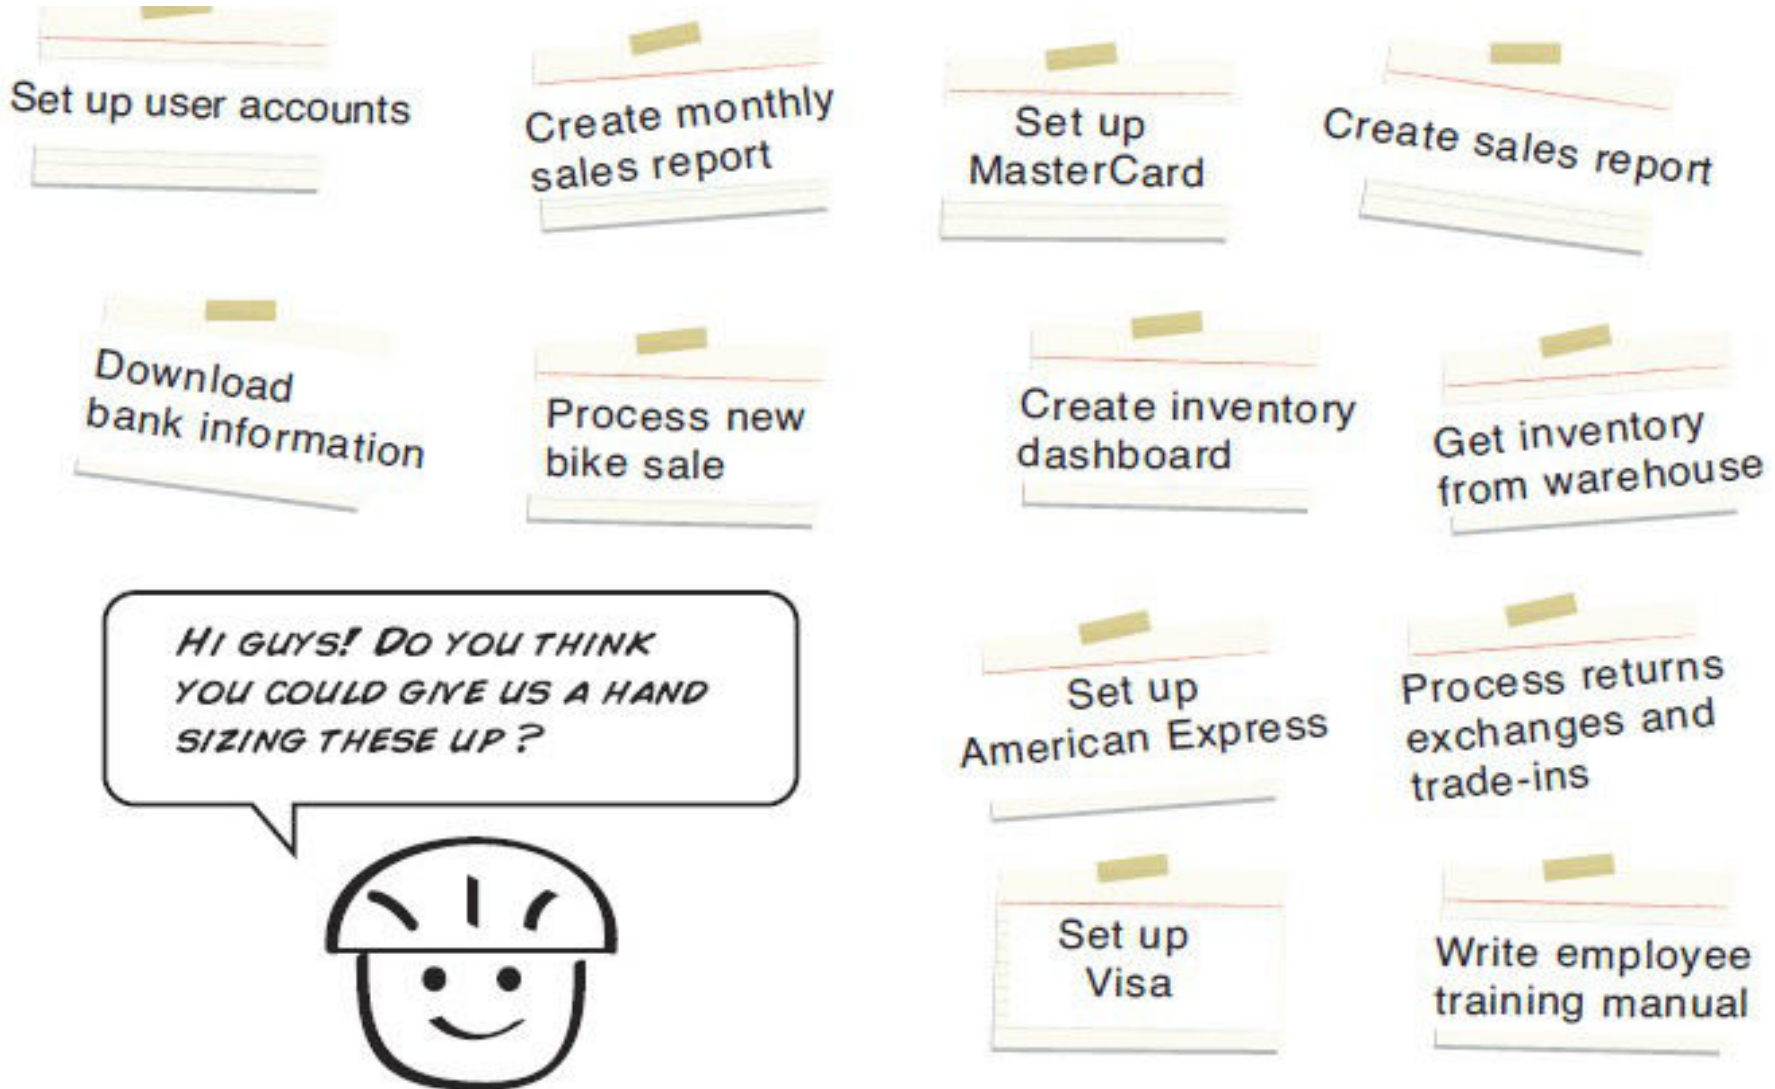 Set up user accounts
Create monthly
sales report
Set up
MasterCard
Create sales report
Download
bank information
Process new
bike sale
Create inventory
dashboard
Get inventory
from warehouse
HI GUYS! DO YOU THINK
YOU COULD GIVE US A HAND
SIZING THESE UP?
Set up
American Express
Process returns
exchanges and
trade-ins
Set up
Visa
Write employee
training manual